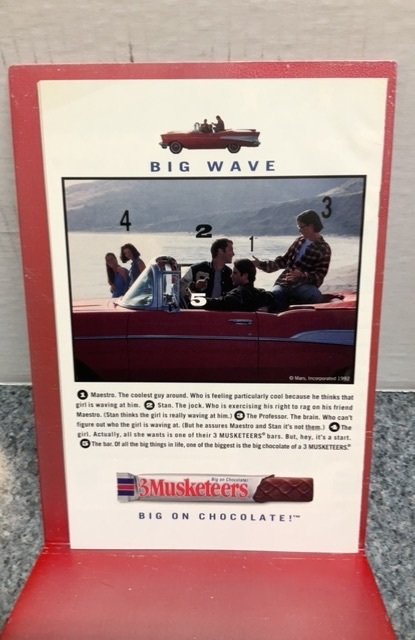 BIG WAVE
4
2
1
3
5
© Mars, Incorporated 1992
1 Maestro. The coolest guy around. Who is feeling particularly cool because he thinks that
girl is waving at him. 2 Stan. The jock. Who is exercising his right to rag on his friend
Maestro. (Stan thinks the girl is really waving at him.) 3 The Professor. The brain. Who can't
figure out who the girl is waving at. (But he assures Maestro and Stan it's not them.) 4 The
girl. Actually, all she wants is one of their 3 MUSKETEERS® bars. But, hey, it's a start.
5 The bar. Of all the big things in life, one of the biggest is the big chocolate of a 3 MUSKETEERS.®
Big on Chocolate!
3Musketeers
BIG ON CHOCOLATE!™